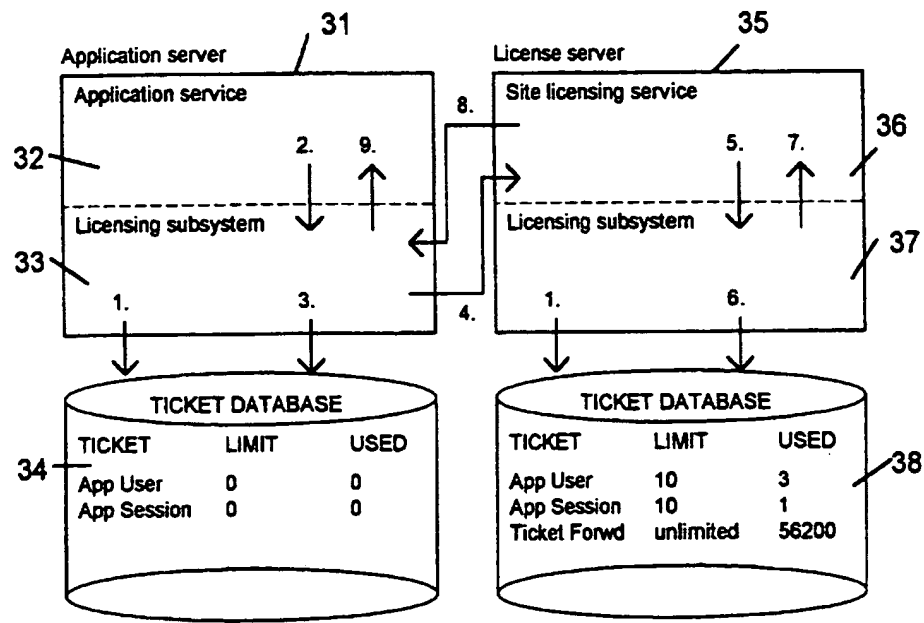 31
35
Application server
License server
Application service
Site licensing service
8.
2. 9.
5. 7.
32
36
Licensing subsystem
Licensing subsystem
33
37
1. 3.
4.
1. 6.
TICKET DATABASE
TICKET LIMIT USED
App User 0 0
App Session 0 0
34
TICKET DATABASE
TICKET LIMIT USED
App User 10 3
App Session 10 1
Ticket Forwd unlimited 56200
38